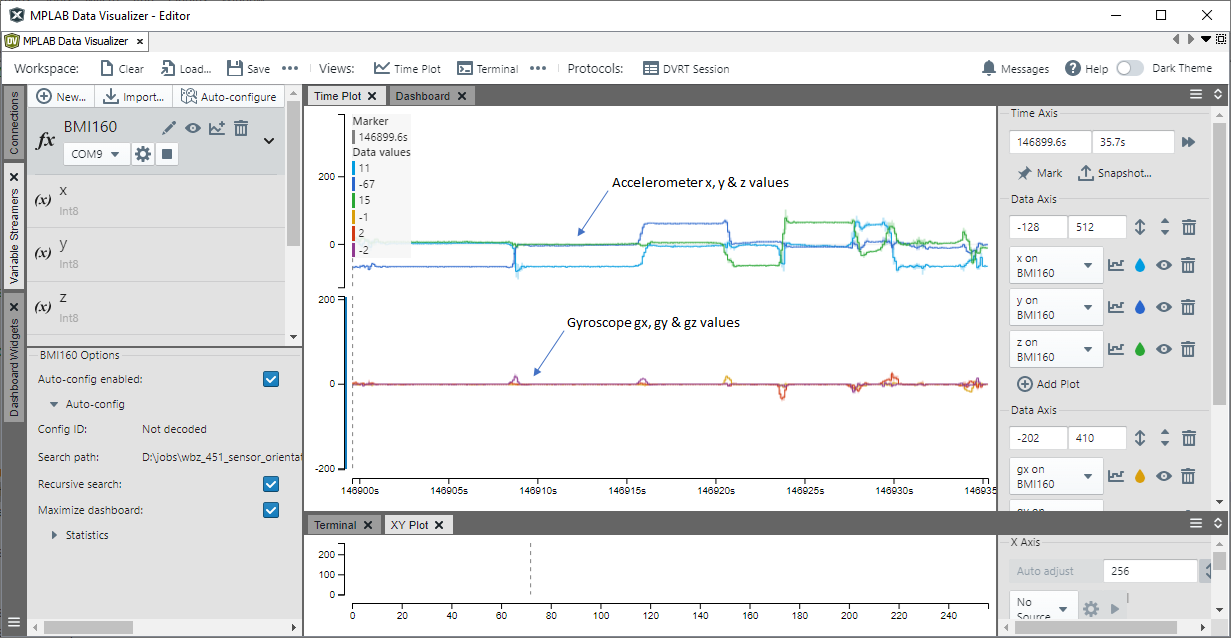 MPLAB Data Visualizer - Editor
MPLAB Data Visualizer
Workspace: Clear Load... Save Views: Time Plot Terminal Protocols: DVRT Session Messages Help Dark Theme
Connections
Variable Streamers
Dashboard Widgets
New... Import... Auto-configure
fx BMI160
COM9
(x) x
Int8
(x) y
Int8
(x) z
Int8
BMI160 Options
Auto-config enabled:
Auto-config
Config ID: Not decoded
Search path: D:\jobs\wbz_451_sensor_orientat
Recursive search:
Maximize dashboard:
Statistics
Time Plot Dashboard
Marker
146899.6s
Data values
11
-67
15
-1
2
-2
200
0
Accelerometer x, y & z values
200
0
-200
Gyroscope gx, gy & gz values
146900s 146905s 146910s 146915s 146920s 146925s 146930s 146935
Time Axis
146899.6s 35.7s
Mark Snapshot...
Data Axis
-128 512
x on
BMI160
y on
BMI160
z on
BMI160
Add Plot
Data Axis
-202 410
gx on
BMI160
Terminal XY Plot
200
100
0
0 20 40 60 80 100 120 140 160 180 200 220 240
X Axis
Auto adjust 256
No
Source